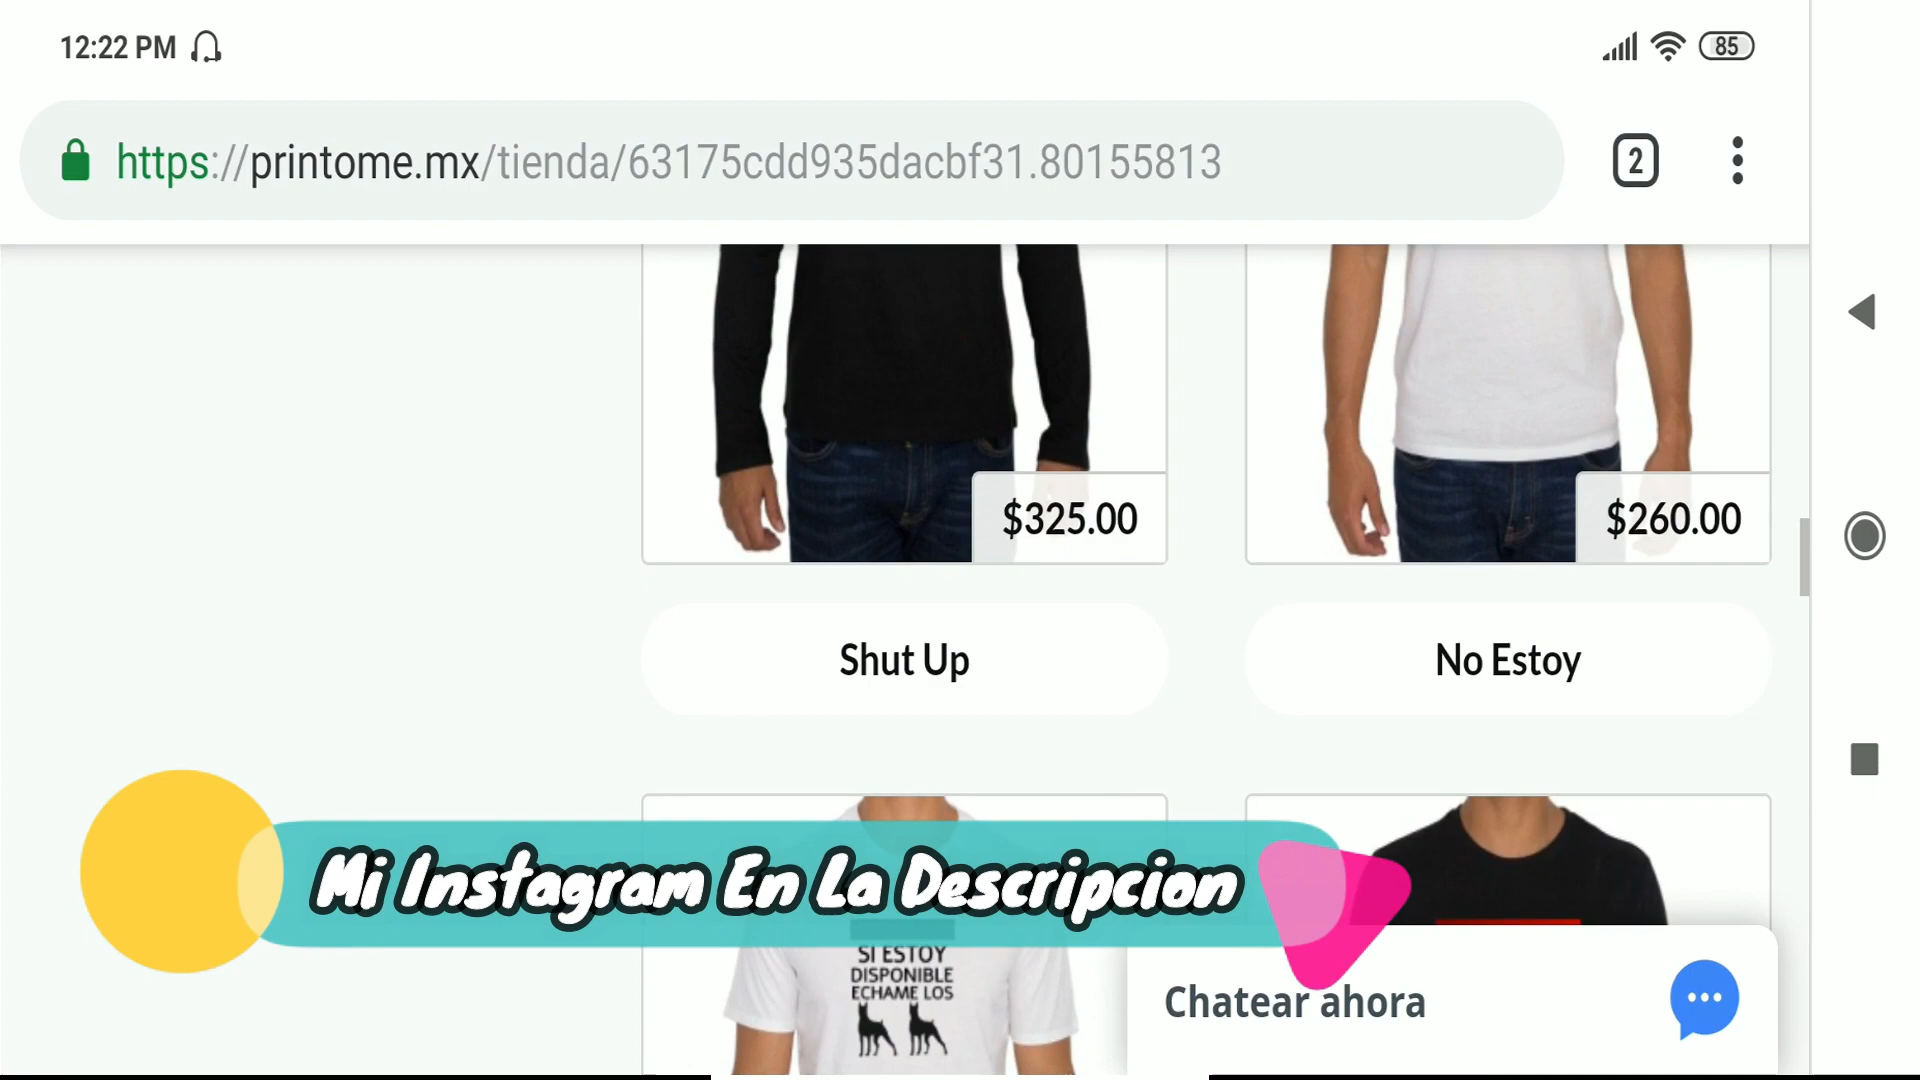 12:22 PM
85
https://printome.mx/tienda/63175cdd935dacbf31.80155813
2
$325.00
$260.00
Shut Up
No Estoy
Mi Instagram En La Descripcion
SI ESTOY
DISPONIBLE
ECHAME LOS
Chatear ahora